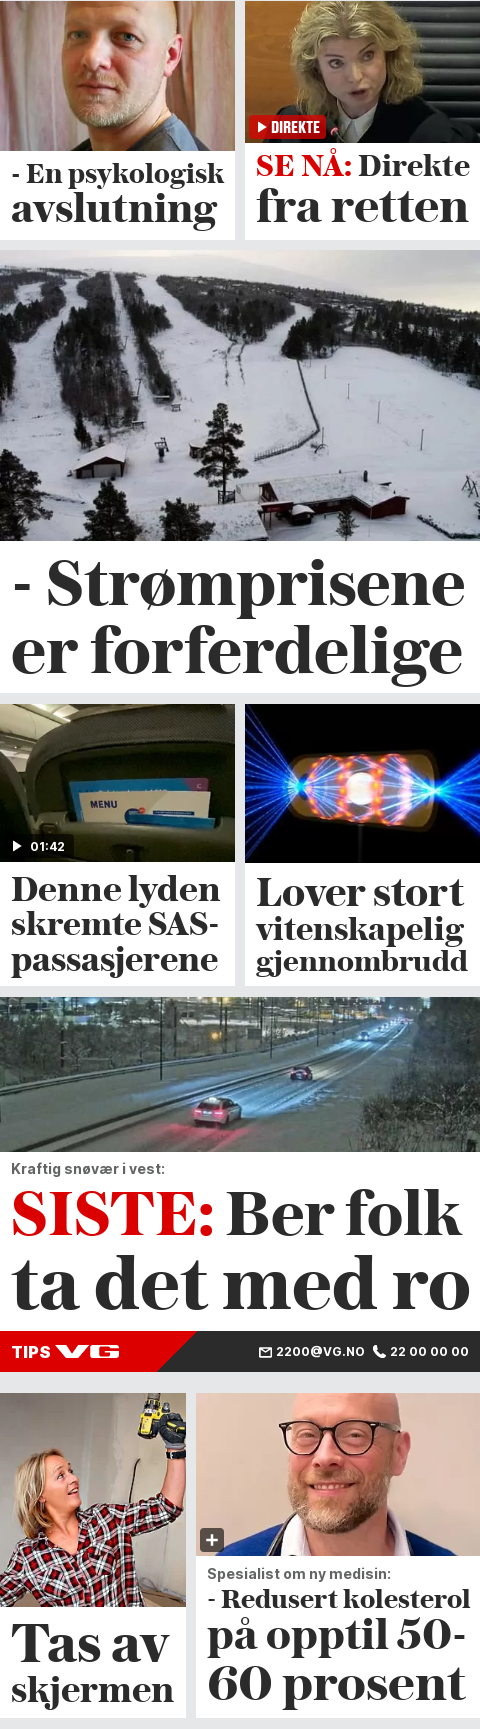 - En psykologisk
avslutning
DIREKTE
SE NÅ: Direkte
fra retten
- Strømprisene
er forferdelige
MENU
01:42
Denne lyden
skremte SAS-
passasjerene
Lover stort
vitenskapelig
gjennombrudd
Kraftig snøvær i vest:
SISTE: Ber folk
ta det med ro
TIPS VG
2200@VG.NO 22 00 00 00
Tas av
skjermen
Spesialist om ny medisin:
- Redusert kolesterol
på opptil 50-
60 prosent